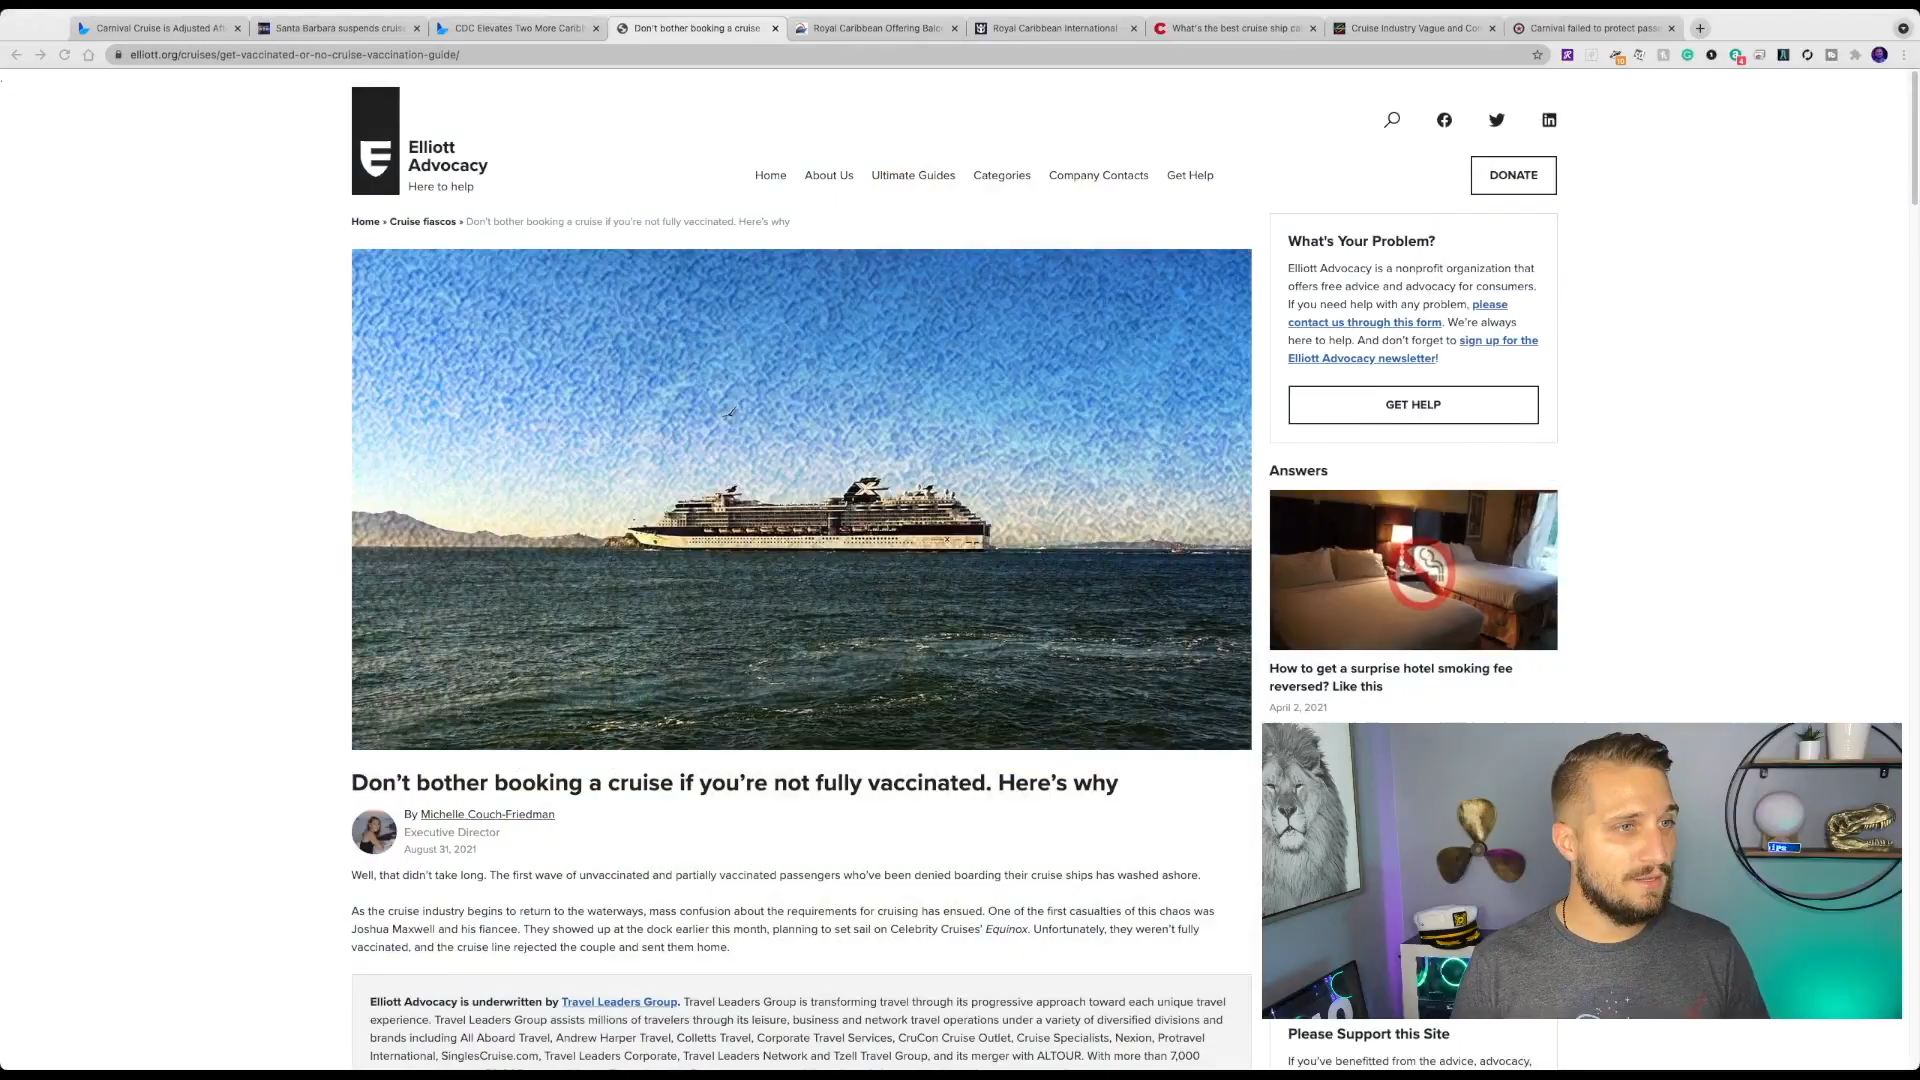 Carnival Cruise is Adjusted Aft
Santa Barbara suspends cruise
CDC Elevates Two More Caribb
Don't bother booking a cruise
Royal Caribbean Offering Balco
Royal Caribbean International
What's the best cruise ship ca
Cruise Industry Vague and Con
Carnival failed to protect passe
elliott.org/cruises/get-vaccinated-or-no-cruise-vaccination-guide/
Elliott
Advocacy
Here to help
Home About Us Ultimate Guides Categories Company Contacts Get Help
DONATE
Home » Cruise fiascos » Don't bother booking a cruise if you're not fully vaccinated. Here's why
What's Your Problem?
Elliott Advocacy is a nonprofit organization that
offers free advice and advocacy for consumers.
If you need help with any problem, please
contact us through this form. We're always
here to help. And don't forget to sign up for the
Elliott Advocacy newsletter!
GET HELP
Answers
How to get a surprise hotel smoking fee
reversed? Like this
April 2, 2021
Don't bother booking a cruise if you're not fully vaccinated. Here's why
By Michelle Couch-Friedman
Executive Director
August 31, 2021
Well, that didn't take long. The first wave of unvaccinated and partially vaccinated passengers who've been denied boarding their cruise ships has washed ashore.
As the cruise industry begins to return to the waterways, mass confusion about the requirements for cruising has ensued. One of the first casualties of this chaos was
Joshua Maxwell and his fiancee. They showed up at the dock earlier this month, planning to set sail on Celebrity Cruises' Equinox. Unfortunately, they weren't fully
vaccinated, and the cruise line rejected the couple and sent them home.
Elliott Advocacy is underwritten by Travel Leaders Group. Travel Leaders Group is transforming travel through its progressive approach toward each unique travel
experience. Travel Leaders Group assists millions of travelers through its leisure, business and network travel operations under a variety of diversified divisions and
brands including All Aboard Travel, Andrew Harper Travel, Colletts Travel, Corporate Travel Services, CruCon Cruise Outlet, Cruise Specialists, Nexion, Protravel
International, SinglesCruise.com, Travel Leaders Corporate, Travel Leaders Network and Tzell Travel Group, and its merger with ALTOUR. With more than 7,000
Please Support this Site
If you've benefitted from the advice, advocacy,